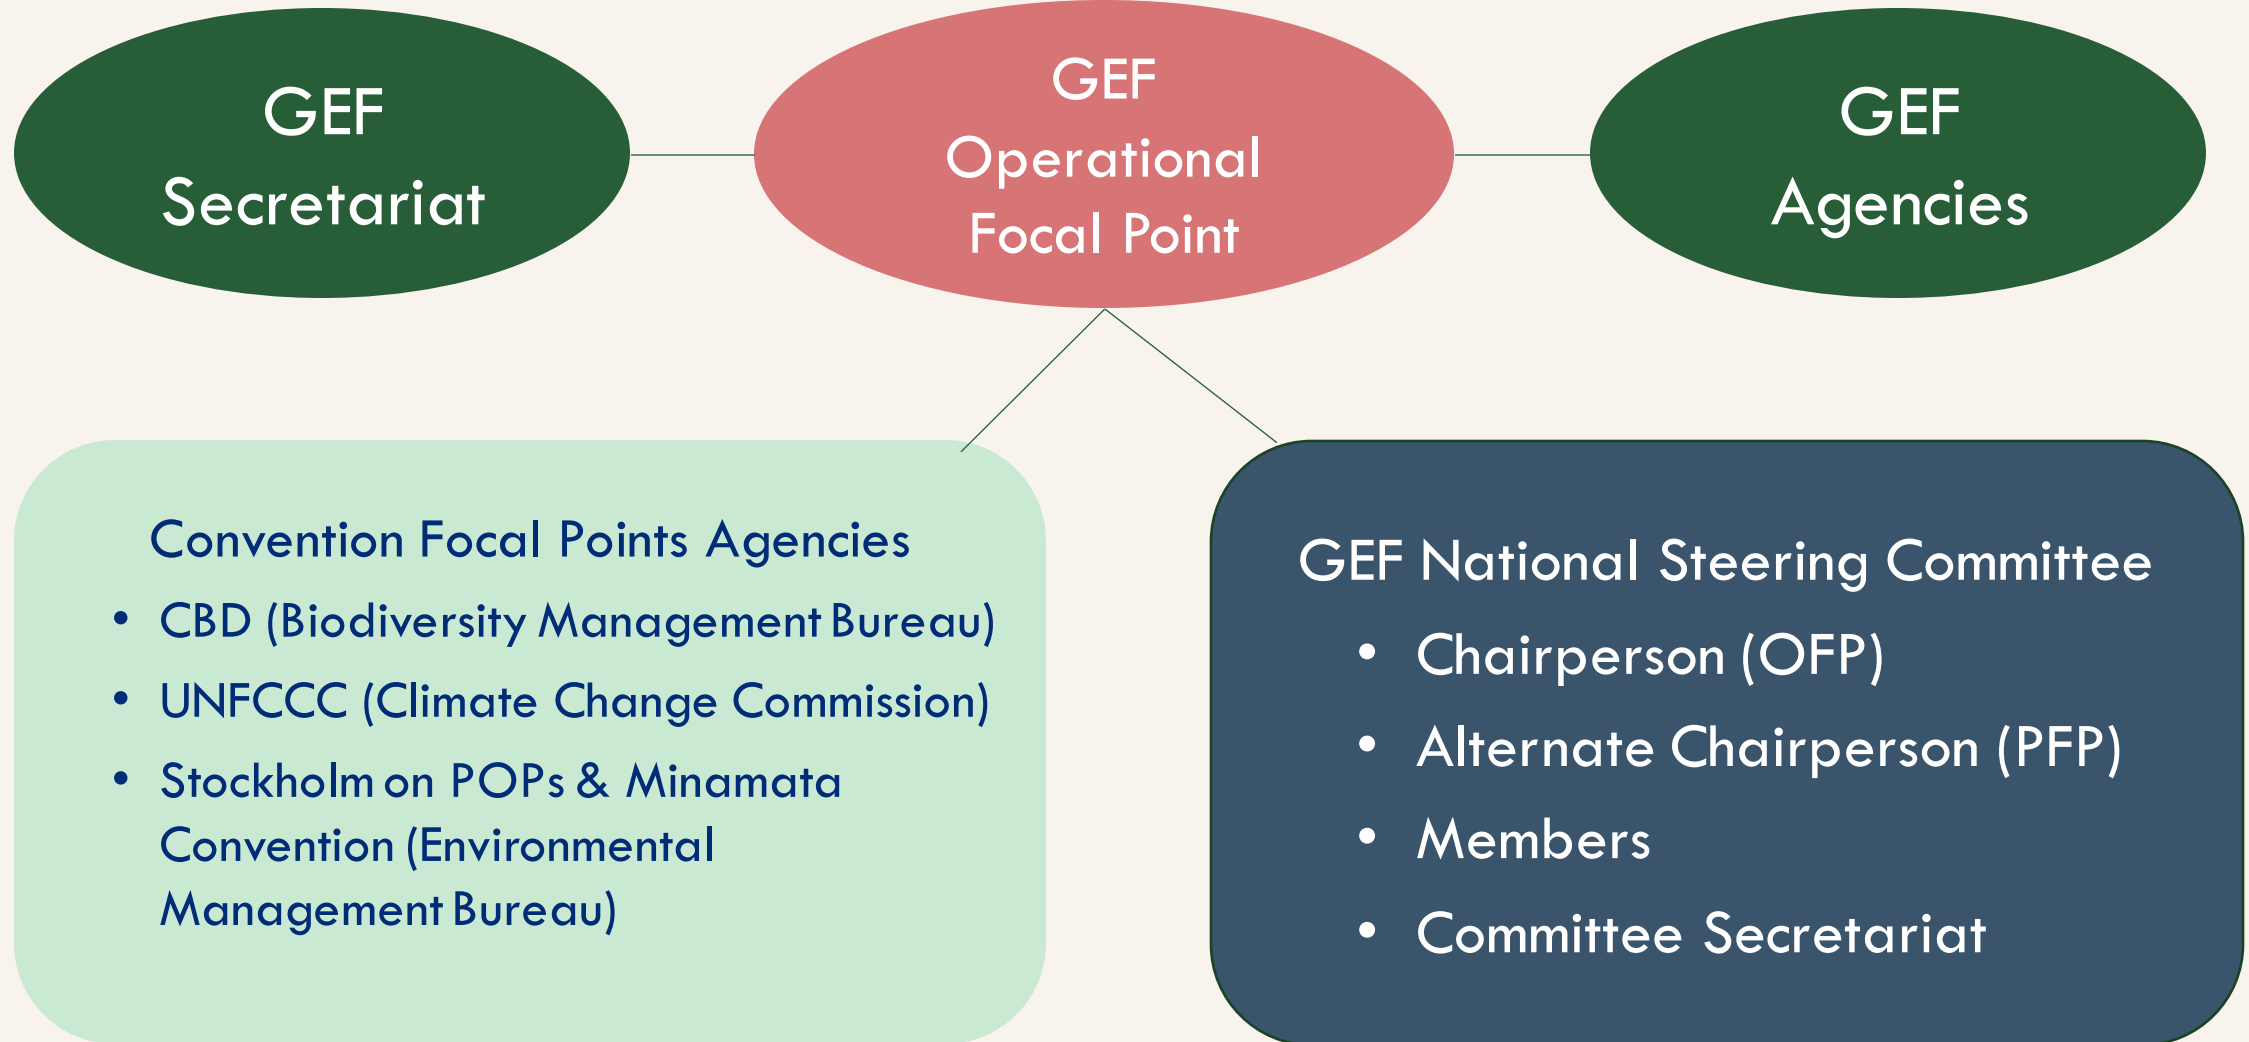 GEF
Secretariat
GEF
Operational
Focal Point
GEF
Agencies
Convention Focal Points Agencies
• CBD (Biodiversity Management Bureau)
• UNFCCC (Climate Change Commission)
• Stockholm on POPs & Minamata
Convention (Environmental
Management Bureau)
GEF National Steering Committee
• Chairperson (OFP)
• Alternate Chairperson (PFP)
• Members
• Committee Secretariat